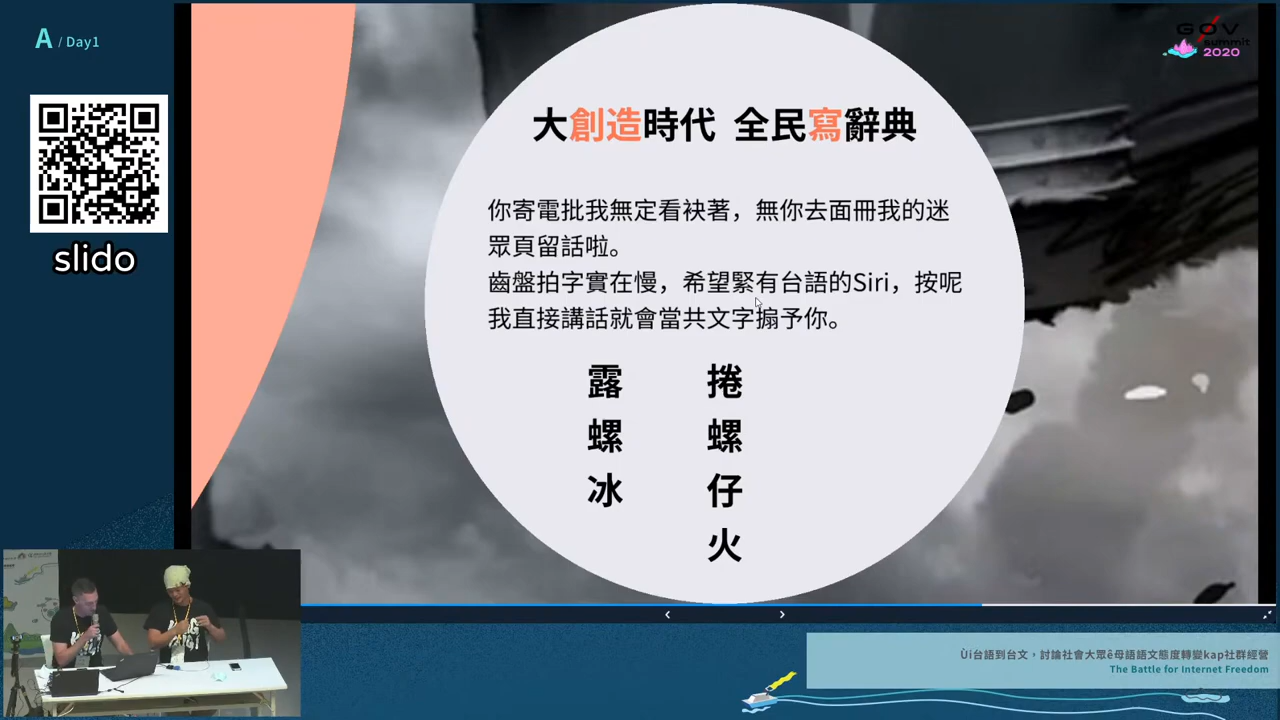 A / Day1
slido
GOV
summit
2020
大創造時代 全民寫辭典
你寄電批我無定看袂著，無你去面冊我的迷
眾頁留話啦。
齒盤拍字實在慢，希望緊有台語的Siri，按呢
我直接講話就會當共文字搧予你。
露螺冰
捲螺仔火
Ùi台語到台文，討論社會大眾ê母語語文態度轉變kap社群經營
The Battle for Internet Freedom